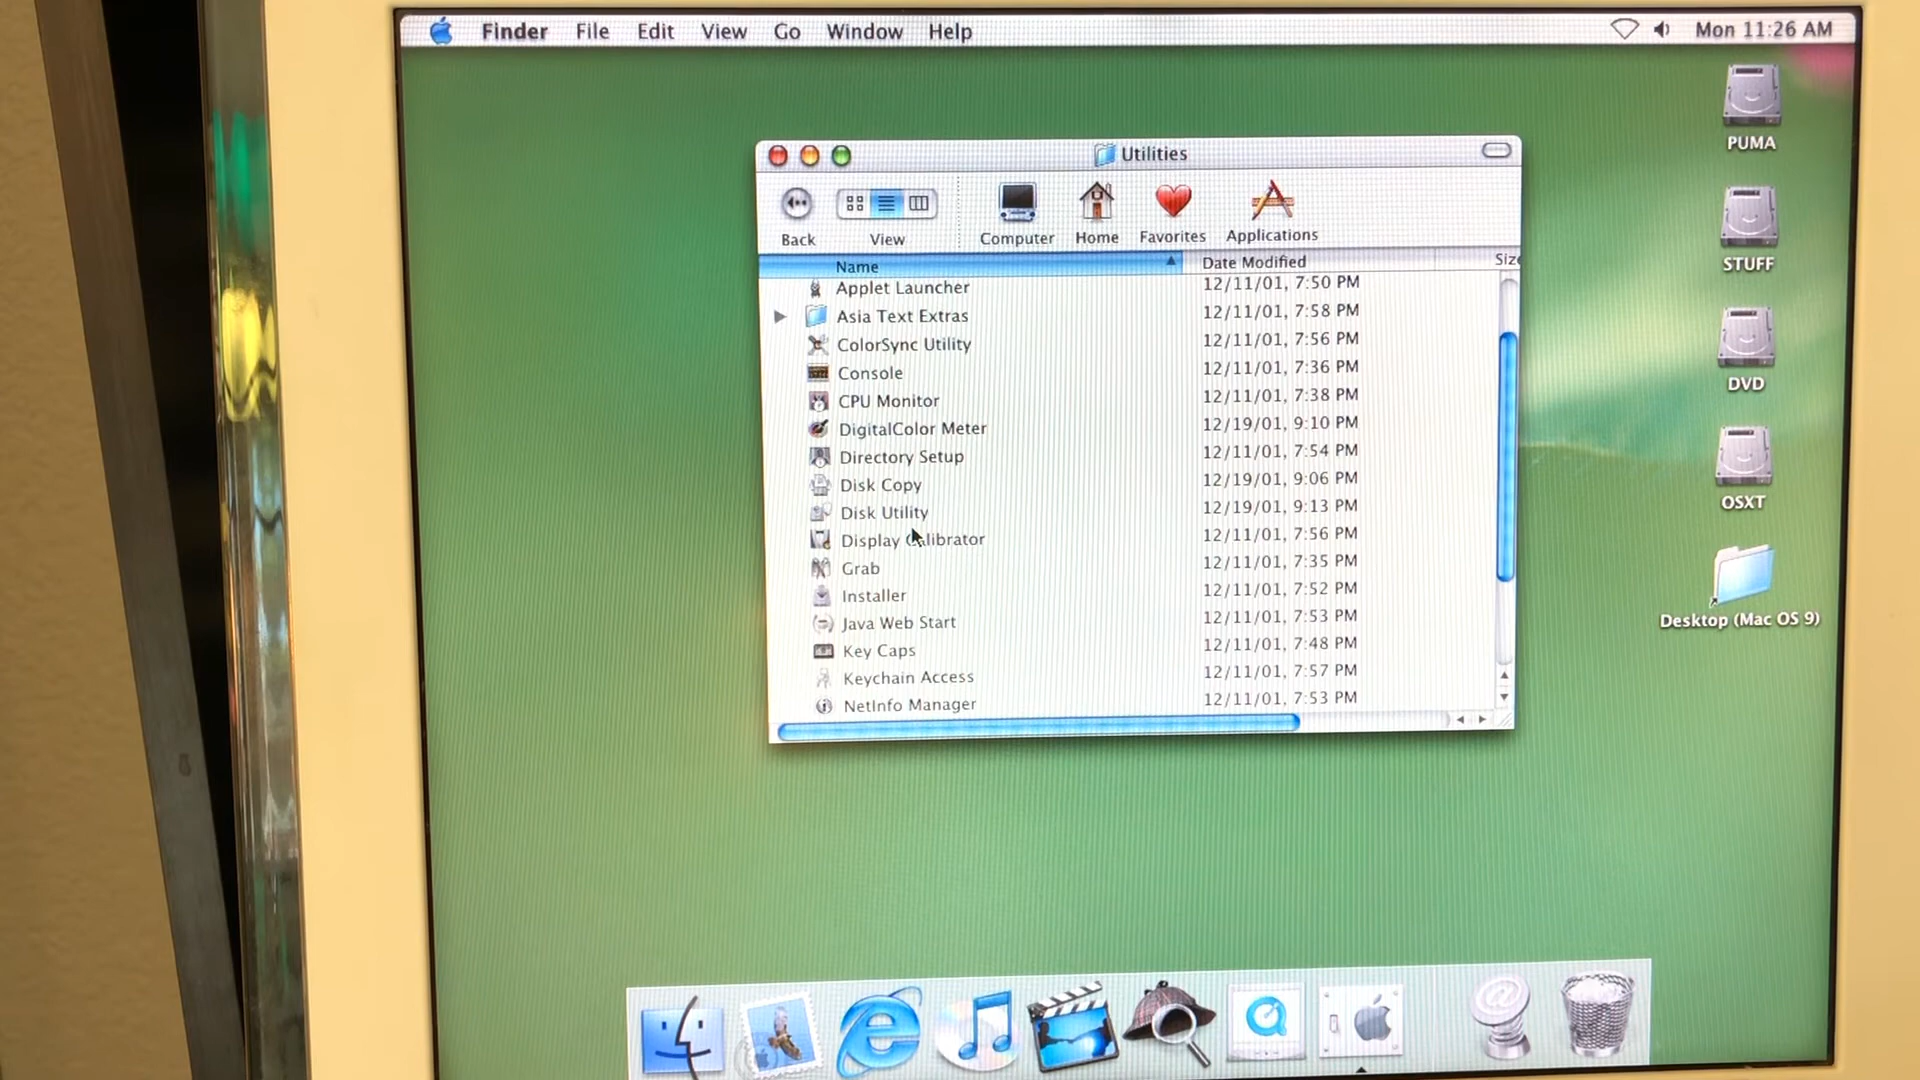 Finder File Edit View Go Window Help Mon 11:26 AM
PUMA
STUFF
DVD
OSXT
Desktop (Mac OS 9)
Utilities
Back View Computer Home Favorites Applications
Name Date Modified Size
Applet Launcher 12/11/01, 7:50 PM
Asia Text Extras 12/11/01, 7:58 PM
ColorSync Utility 12/11/01, 7:56 PM
Console 12/11/01, 7:36 PM
CPU Monitor 12/11/01, 7:38 PM
DigitalColor Meter 12/19/01, 9:10 PM
Directory Setup 12/11/01, 7:54 PM
Disk Copy 12/19/01, 9:06 PM
Disk Utility 12/19/01, 9:13 PM
Display Calibrator 12/11/01, 7:56 PM
Grab 12/11/01, 7:35 PM
Installer 12/11/01, 7:52 PM
Java Web Start 12/11/01, 7:53 PM
Key Caps 12/11/01, 7:48 PM
Keychain Access 12/11/01, 7:57 PM
NetInfo Manager 12/11/01, 7:53 PM